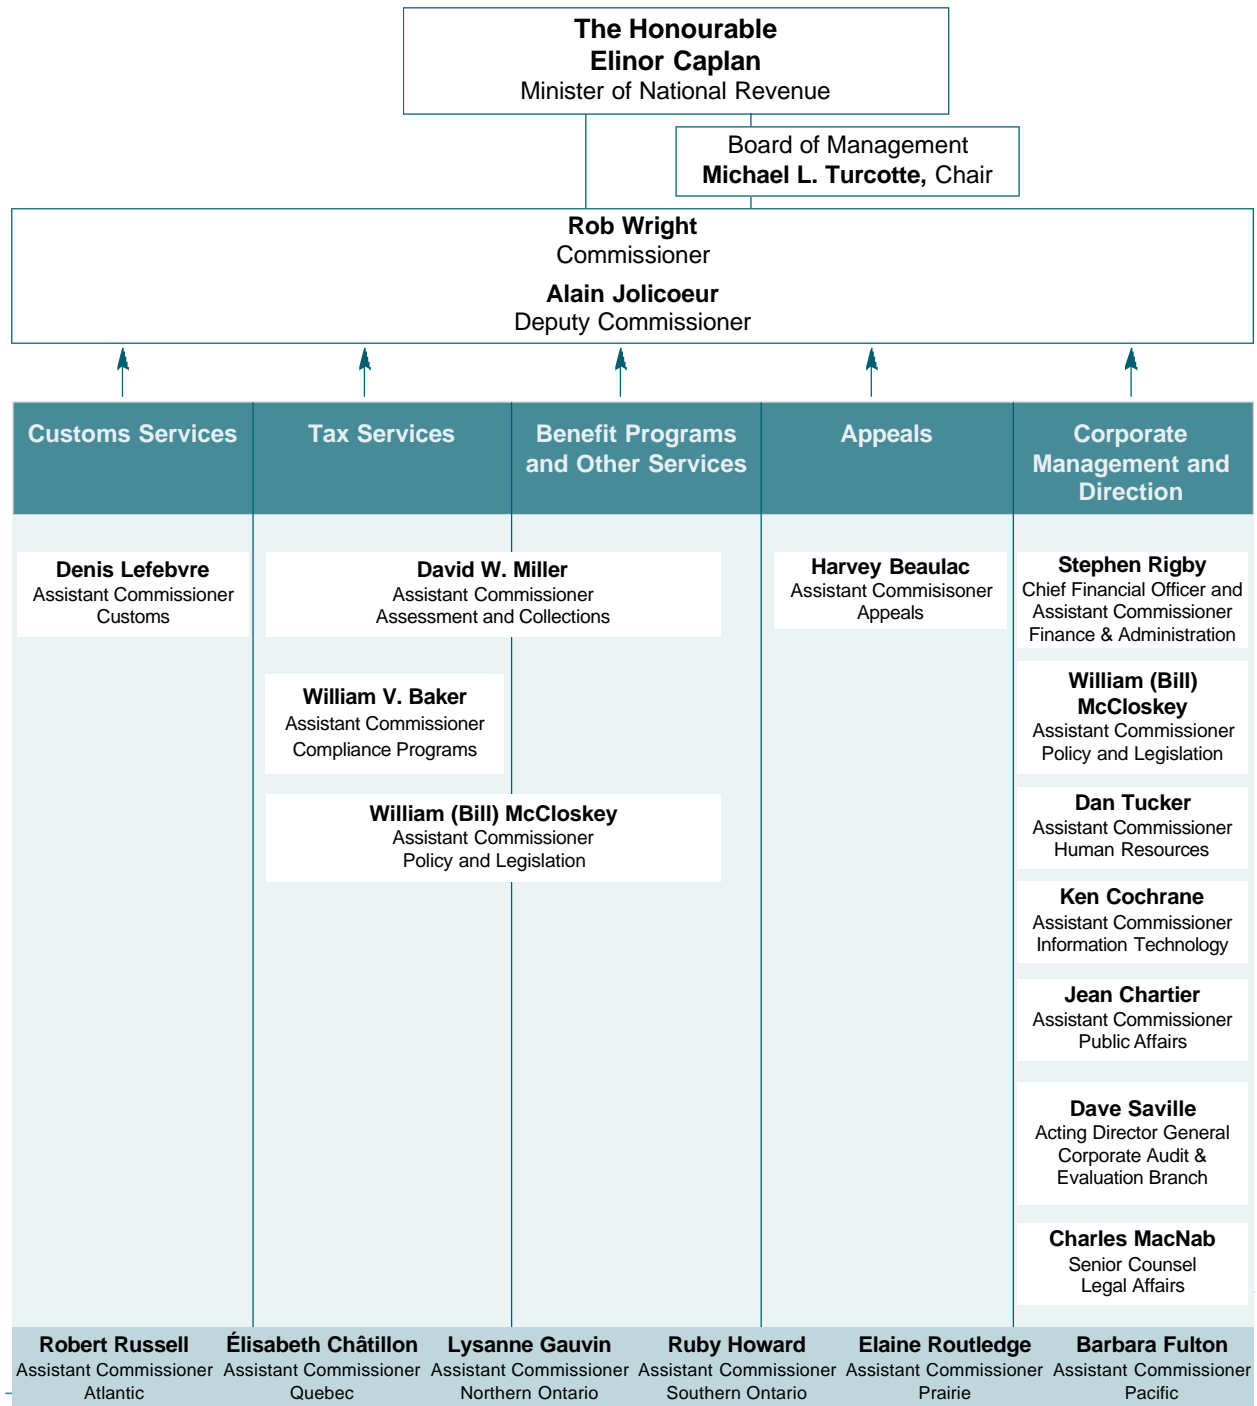 The Honourable
Elinor Caplan
Minister of National Revenue
Board of Management
Michael L. Turcotte, Chair
Rob Wright
Commissioner
Alain Jolicoeur
Deputy Commissioner
Customs Services
Tax Services
Benefit Programs
and Other Services
Appeals
Corporate
Management and
Direction
Denis Lefebvre
Assistant Commissioner
Customs
David W. Miller
Assistant Commissioner
Assessment and Collections
William V. Baker
Assistant Commissioner
Compliance Programs
William (Bill) McCloskey
Assistant Commissioner
Policy and Legislation
Harvey Beaulac
Assistant Commisisoner
Appeals
Stephen Rigby
Chief Financial Officer and
Assistant Commissioner
Finance & Administration
William (Bill)
McCloskey
Assistant Commissioner
Policy and Legislation
Dan Tucker
Assistant Commissioner
Human Resources
Ken Cochrane
Assistant Commissioner
Information Technology
Jean Chartier
Assistant Commissioner
Public Affairs
Dave Saville
Acting Director General
Corporate Audit &
Evaluation Branch
Charles MacNab
Senior Counsel
Legal Affairs
Robert Russell
Assistant Commissioner
Atlantic
Élisabeth Châtillon
Assistant Commissioner
Quebec
Lysanne Gauvin
Assistant Commissioner
Northern Ontario
Ruby Howard
Assistant Commissioner
Southern Ontario
Elaine Routledge
Assistant Commissioner
Prairie
Barbara Fulton
Assistant Commissioner
Pacific